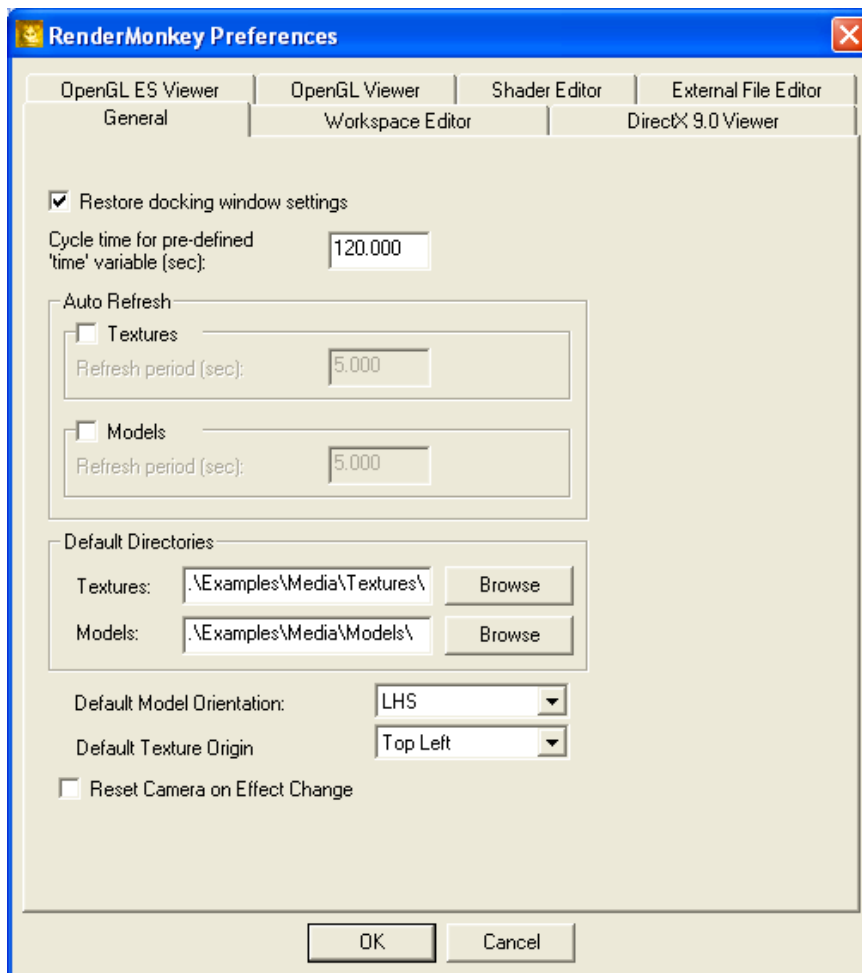 RenderMonkey Preferences
OpenGL ES Viewer
OpenGL Viewer
Shader Editor
External File Editor
General
Workspace Editor
DirectX 9.0 Viewer
Restore docking window settings
Cycle time for pre-defined
'time' variable (sec):
120.000
Auto Refresh
Textures
Refresh period (sec):
5.000
Models
Refresh period (sec):
5.000
Default Directories
Textures:
.\Examples\Media\Textures\
Browse
Models:
.\Examples\Media\Models\
Browse
Default Model Orientation:
LHS
Default Texture Origin
Top Left
Reset Camera on Effect Change
OK
Cancel